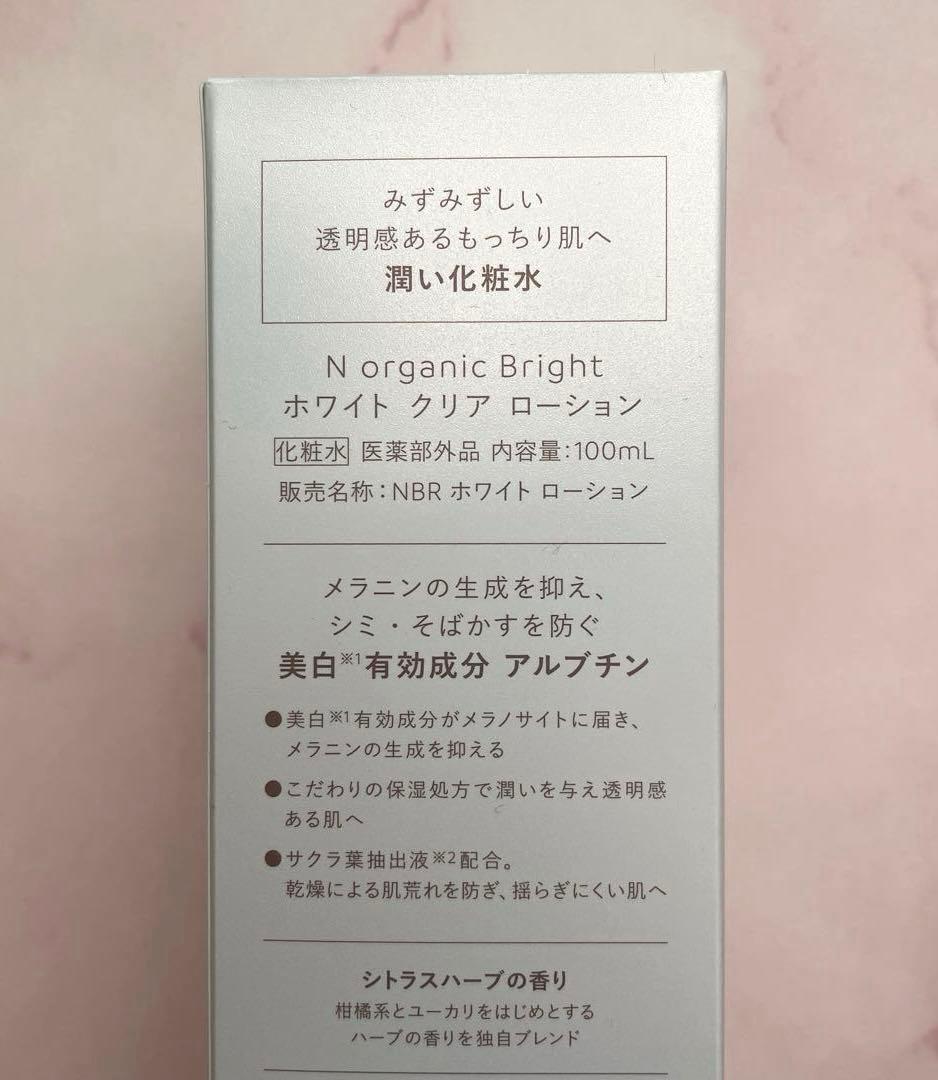 みずみずしい
透明感あるもっちり肌へ
潤い化粧水
N organic Bright
ホワイト クリア ローション
化粧水 医薬部外品 内容量:100mL
販売名称:NBR ホワイト ローション
メラニンの生成を抑え、
シミ・そばかすを防ぐ
美白※1有効成分 アルブチン
●美白※1有効成分がメラノサイトに届き、
メラニンの生成を抑える
●こだわりの保湿処方で潤いを与え透明感
ある肌へ
●サクラ葉抽出液※2配合。
乾燥による肌荒れを防ぎ、揺らぎにくい肌へ
シトラスハーブの香り
柑橘系とユーカリをはじめとする
ハーブの香りを独自ブレンド